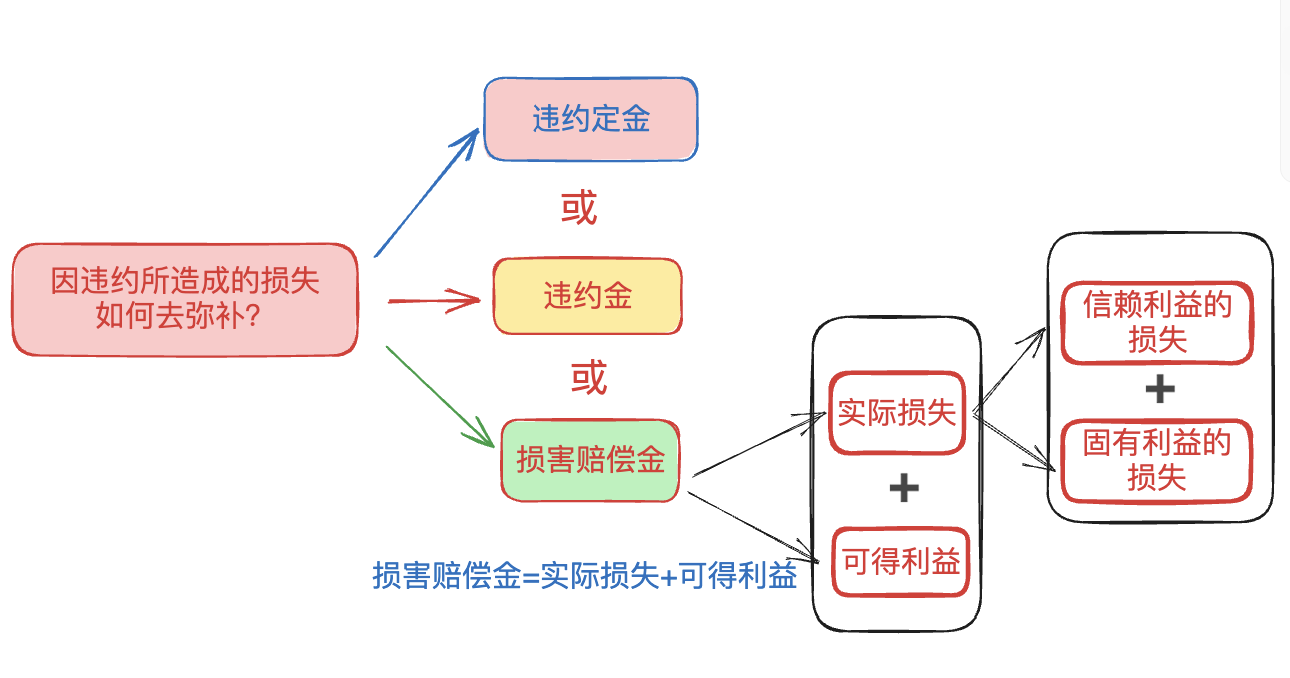 违约定金
或
因违约所造成的损失
如何去弥补?
违约金
或
损害赔偿金
损害赔偿金=实际损失+可得利益
实际损失
+
可得利益
信赖利益的
损失
+
固有利益的
损失